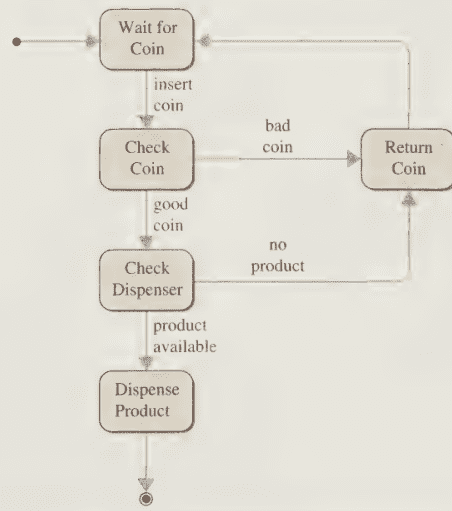 Wait for
Coin
insert
coin
Check
Coin
bad
coin
Return
Coin
good
coin
Check
Dispenser
no
product
product
available
Dispense
Product